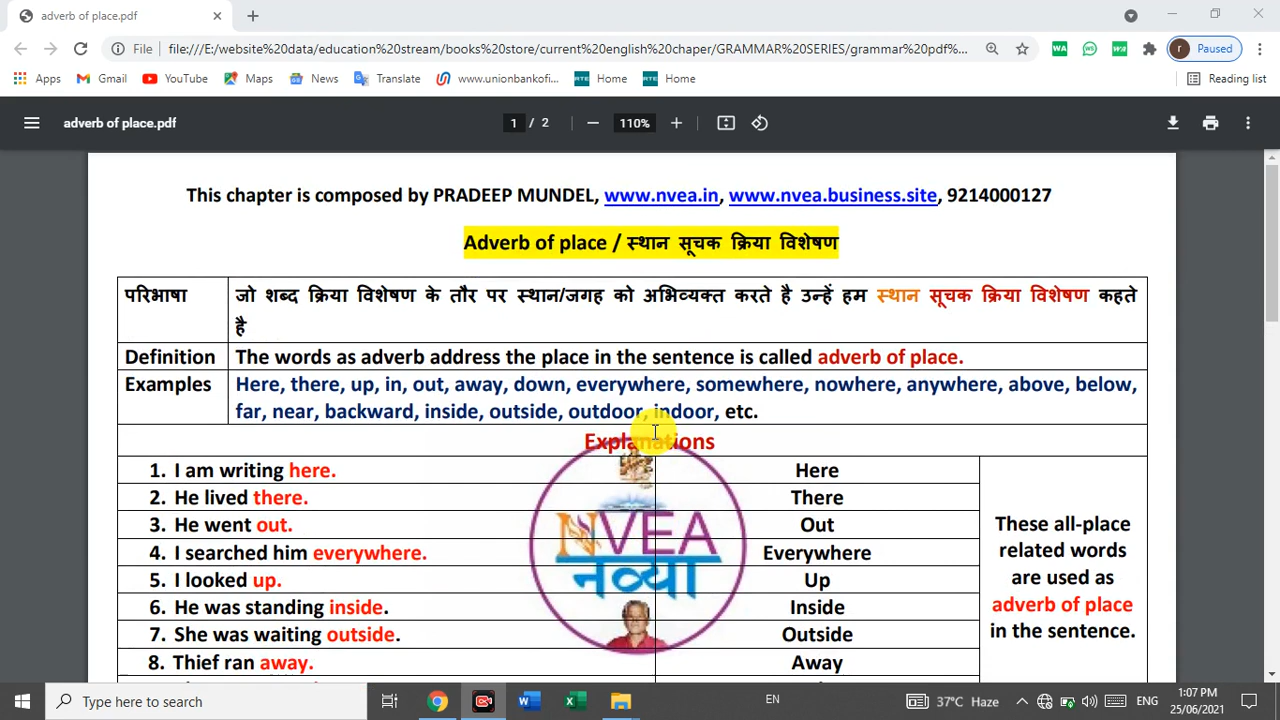 adverb of place.pdf
File file:///E:/website%20data/education%20stream/books%20store/current%20english%20chaper/GRAMMAR%20SERIES/grammar%20pdf%... Paused
Apps Gmail YouTube Maps News Translate www.unionbankofi... RTE Home RTE Home Reading list
adverb of place.pdf 1 / 2 110%
This chapter is composed by PRADEEP MUNDEL, www.nvea.in, www.nvea.business.site, 9214000127
Adverb of place / स्थान सूचक क्रिया विशेषण
परिभाषा जो शब्द क्रिया विशेषण के तौर पर स्थान/जगह को अभिव्यक्त करते है उन्हें हम स्थान सूचक क्रिया विशेषण कहते
है
Definition The words as adverb address the place in the sentence is called adverb of place.
Examples Here, there, up, in, out, away, down, everywhere, somewhere, nowhere, anywhere, above, below,
far, near, backward, inside, outside, outdoor, indoor, etc.
Explanations
1. I am writing here. Here
2. He lived there. There
3. He went out. Out
4. I searched him everywhere. Everywhere
5. I looked up. Up
6. He was standing inside. Inside
7. She was waiting outside. Outside
8. Thief ran away. Away
These all-place
related words
are used as
adverb of place
in the sentence.
NVEA
नव्या
Type here to search EN 37°C Haze ENG 1:07 PM
25/06/2021